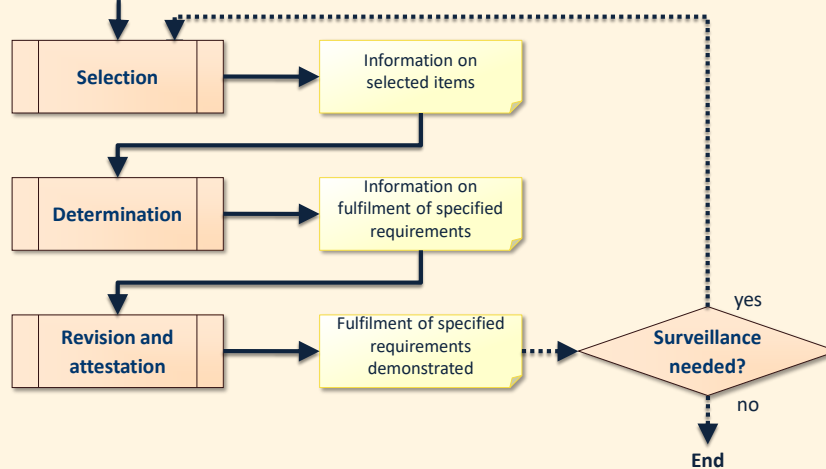 Selection
Information on
selected items
Determination
Information on
fulfilment of specified
requirements
Revision and
attestation
Fulfilment of specified
requirements
demonstrated
Surveillance
needed?
yes
no
End